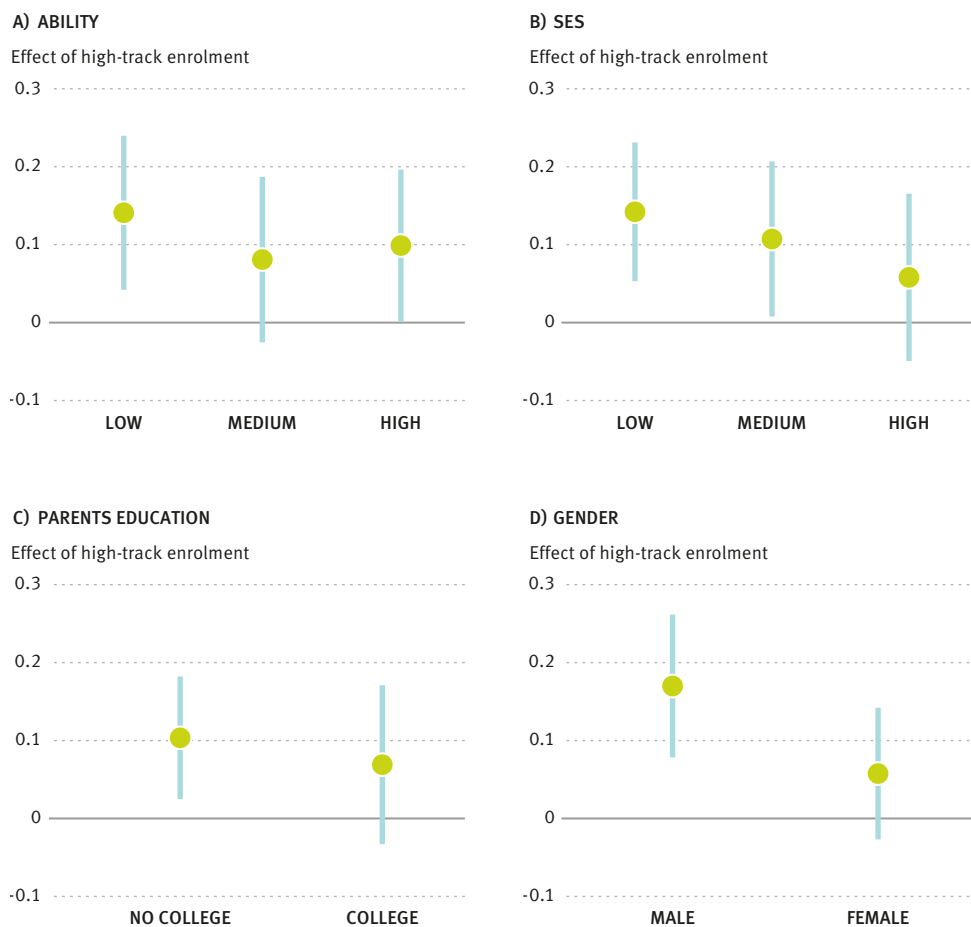 A) ABILITY
Effect of high-track enrolment
0.3
0.2
0.1
0
-0.1
LOW MEDIUM HIGH
B) SES
Effect of high-track enrolment
0.3
0.2
0.1
0
-0.1
LOW MEDIUM HIGH
C) PARENTS EDUCATION
Effect of high-track enrolment
0.3
0.2
0.1
0
-0.1
NO COLLEGE COLLEGE
D) GENDER
Effect of high-track enrolment
0.3
0.2
0.1
0
-0.1
MALE FEMALE